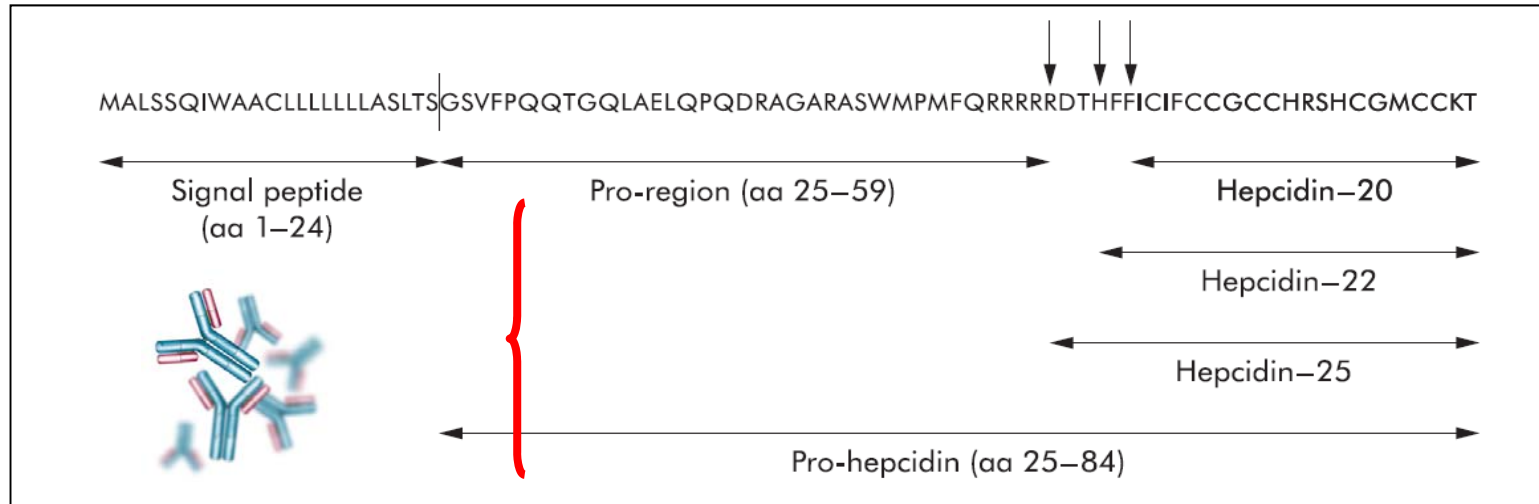 MALSSQIWAACLLLLLLLASLTSGSVFPQQTGQLAELQPQDRAGARASWMPMFQRRRRRDTHFFICIFCCGCCHRSHCGMCCKT
Signal peptide
(aa 1–24)
Pro-region (aa 25–59)
Hepcidin–20
Hepcidin–22
Hepcidin–25
Pro-hepcidin (aa 25–84)